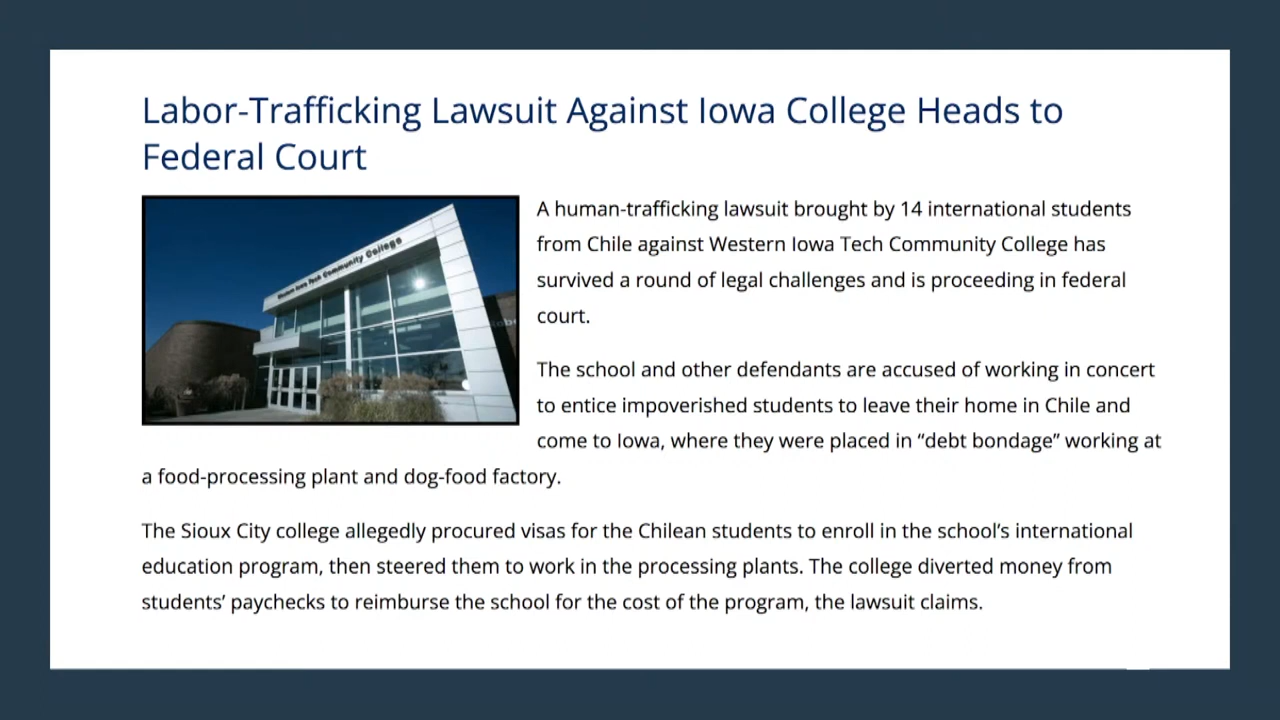 Labor-Trafficking Lawsuit Against Iowa College Heads to
Federal Court
Western Iowa Tech Community College
A human-trafficking lawsuit brought by 14 international students
from Chile against Western Iowa Tech Community College has
survived a round of legal challenges and is proceeding in federal
court.
The school and other defendants are accused of working in concert
to entice impoverished students to leave their home in Chile and
come to Iowa, where they were placed in “debt bondage” working at
a food-processing plant and dog-food factory.
The Sioux City college allegedly procured visas for the Chilean students to enroll in the school’s international
education program, then steered them to work in the processing plants. The college diverted money from
students’ paychecks to reimburse the school for the cost of the program, the lawsuit claims.